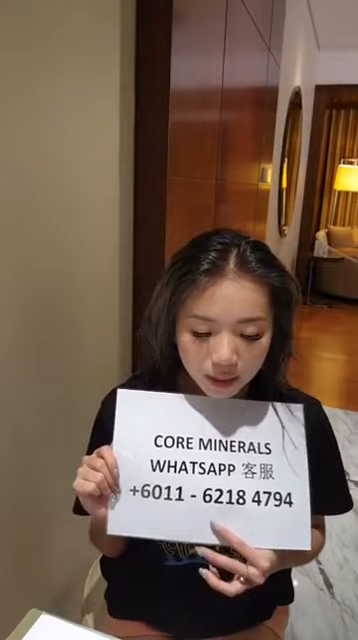 CORE MINERALS
WHATSAPP 客服
+6011 - 6218 4794